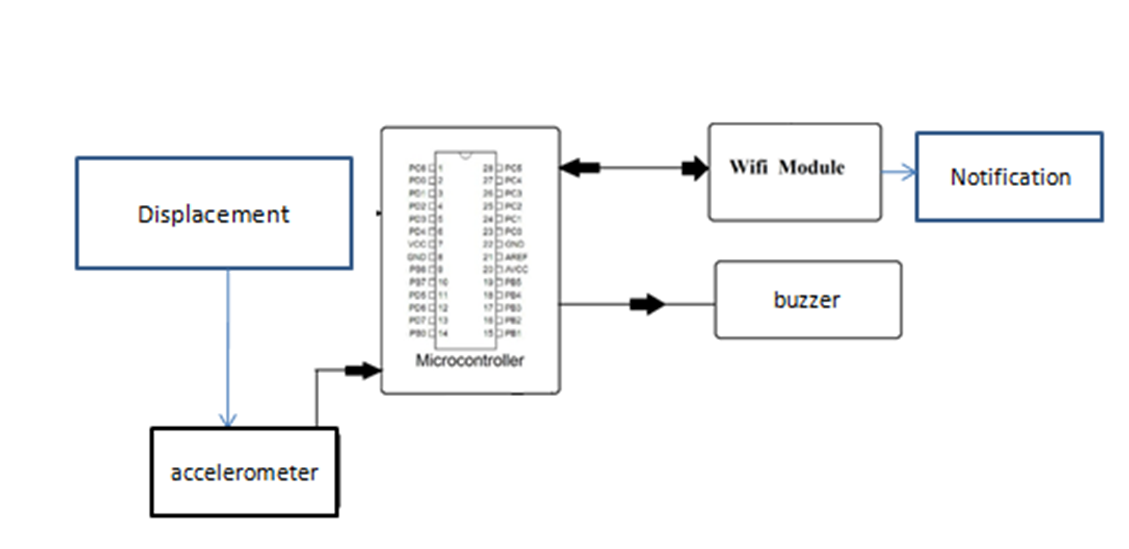 Displacement
PC6 1 28 PC5
PD0 2 27 PC4
PD1 3 26 PC3
PD2 4 25 PC2
PD3 5 24 PC1
PD4 6 23 PC0
VCC 7 22 GND
GND 8 21 AREF
PB6 9 20 AVCC
PB7 10 19 PB5
PD5 11 18 PB4
PD6 12 17 PB3
PD7 13 16 PB2
PB0 14 15 PB1
Microcontroller
Wifi Module
Notification
buzzer
accelerometer